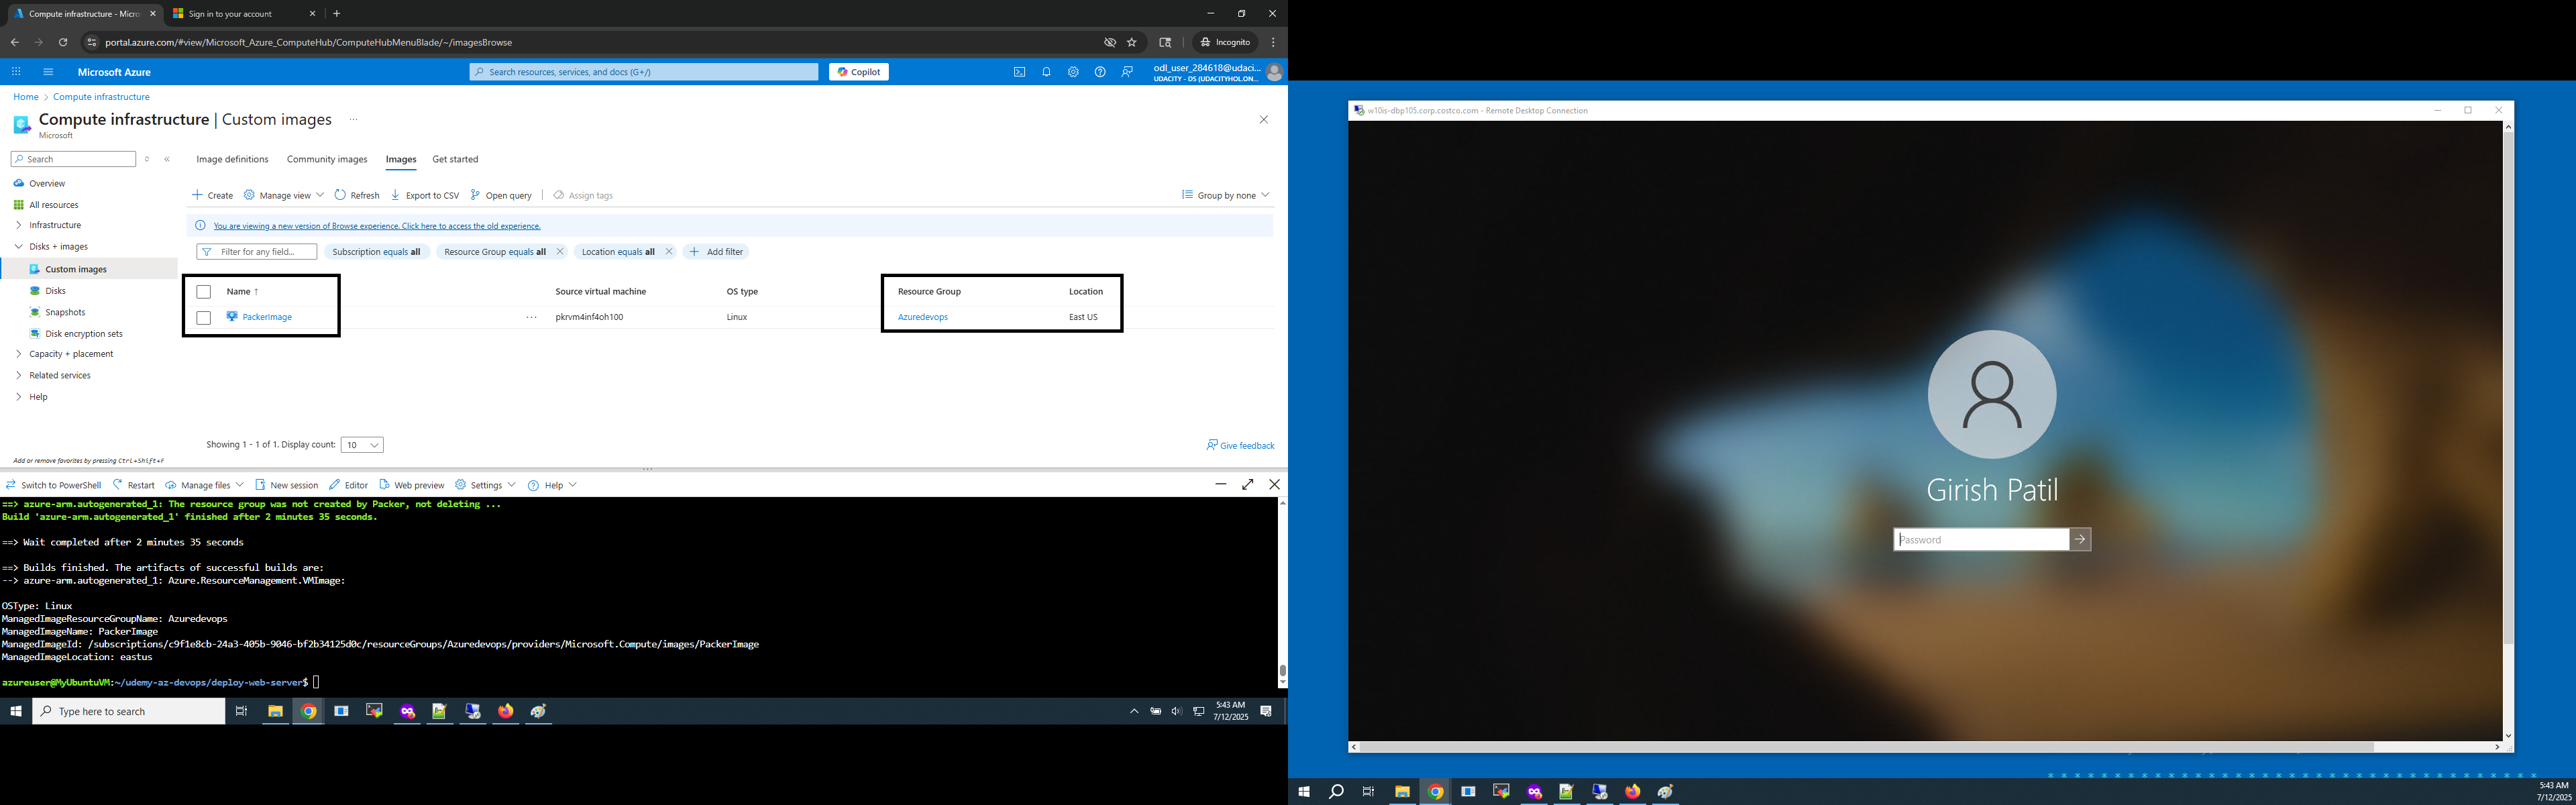 Compute infrastructure - Micro
Sign in to your account
portal.azure.com/#view/Microsoft_Azure_ComputeHub/ComputeHubMenuBlade/~/imagesBrowse
Incognito
Microsoft Azure
Search resources, services, and docs (G+/)
Copilot
odl_user_284618@udaci...
UDACITY - DS (UDACITYHOL.ON...
Home > Compute infrastructure
Compute infrastructure | Custom images ...
Microsoft
Search
Overview
All resources
Infrastructure
Disks + images
Custom images
Disks
Snapshots
Disk encryption sets
Capacity + placement
Related services
Help
Add or remove favorites by pressing Ctrl+Shift+F
Image definitions Community images Images Get started
Create Manage view Refresh Export to CSV Open query Assign tags Group by none
You are viewing a new version of Browse experience. Click here to access the old experience.
Filter for any field... Subscription equals all Resource Group equals all Location equals all Add filter
Name ↑ Source virtual machine OS type Resource Group Location
PackerImage ... pkrvm4inf4oh100 Linux Azuredevops East US
Showing 1 - 1 of 1. Display count: 10
Give feedback
Switch to PowerShell Restart Manage files New session Editor Web preview Settings Help
==> azure-arm.autogenerated_1: The resource group was not created by Packer, not deleting ...
Build 'azure-arm.autogenerated_1' finished after 2 minutes 35 seconds.
==> Wait completed after 2 minutes 35 seconds
==> Builds finished. The artifacts of successful builds are:
--> azure-arm.autogenerated_1: Azure.ResourceManagement.VMImage:
OSType: Linux
ManagedImageResourceGroupName: Azuredevops
ManagedImageName: PackerImage
ManagedImageId: /subscriptions/c9f1e8cb-24a3-405b-9046-bf2b34125d0c/resourceGroups/Azuredevops/providers/Microsoft.Compute/images/PackerImage
ManagedImageLocation: eastus
azureuser@MyUbuntuVM:~/udemy-az-devops/deploy-web-server$
Type here to search
5:43 AM
7/12/2025
w10is-dbp105.corp.costco.com - Remote Desktop Connection
Girish Patil
Password
5:43 AM
7/12/2025